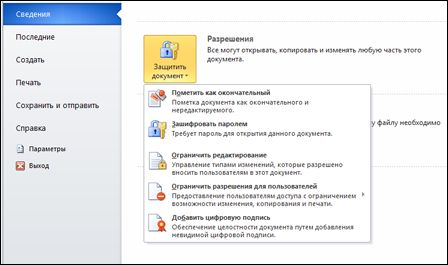 Сведения
Последние
Создать
Печать
Сохранить и отправить
Справка
Параметры
Выход
Защитить
документ
Разрешения
Все могут открывать, копировать и изменять любую часть этого
документа.
Пометить как окончательный
Пометка документа как окончательного и
нередактируемого.
Зашифровать паролем
Требует пароль для открытия данного документа.
у файлу необходимо
Ограничить редактирование
Управление типами изменений, которые разрешено
вносить пользователям в этот документ.
Ограничить разрешения для пользователей
Предоставление пользователям доступа с ограничением
возможности изменения, копирования и печати.
Добавить цифровую подпись
Обеспечение целостности документа путем добавления
невидимой цифровой подписи.